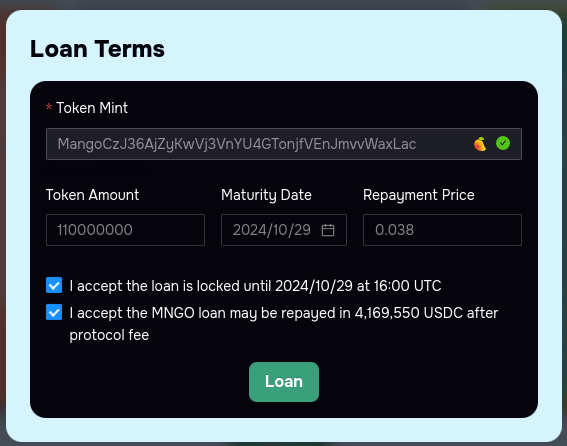 Loan Terms
* Token Mint
MangoCzJ36AjZyKwVj3VnYU4GTonjfVEnJmvvWaxLac
Token Amount Maturity Date Repayment Price
110000000 2024/10/29 0.038
I accept the loan is locked until 2024/10/29 at 16:00 UTC
I accept the MNGO loan may be repayed in 4,169,550 USDC after
protocol fee
Loan